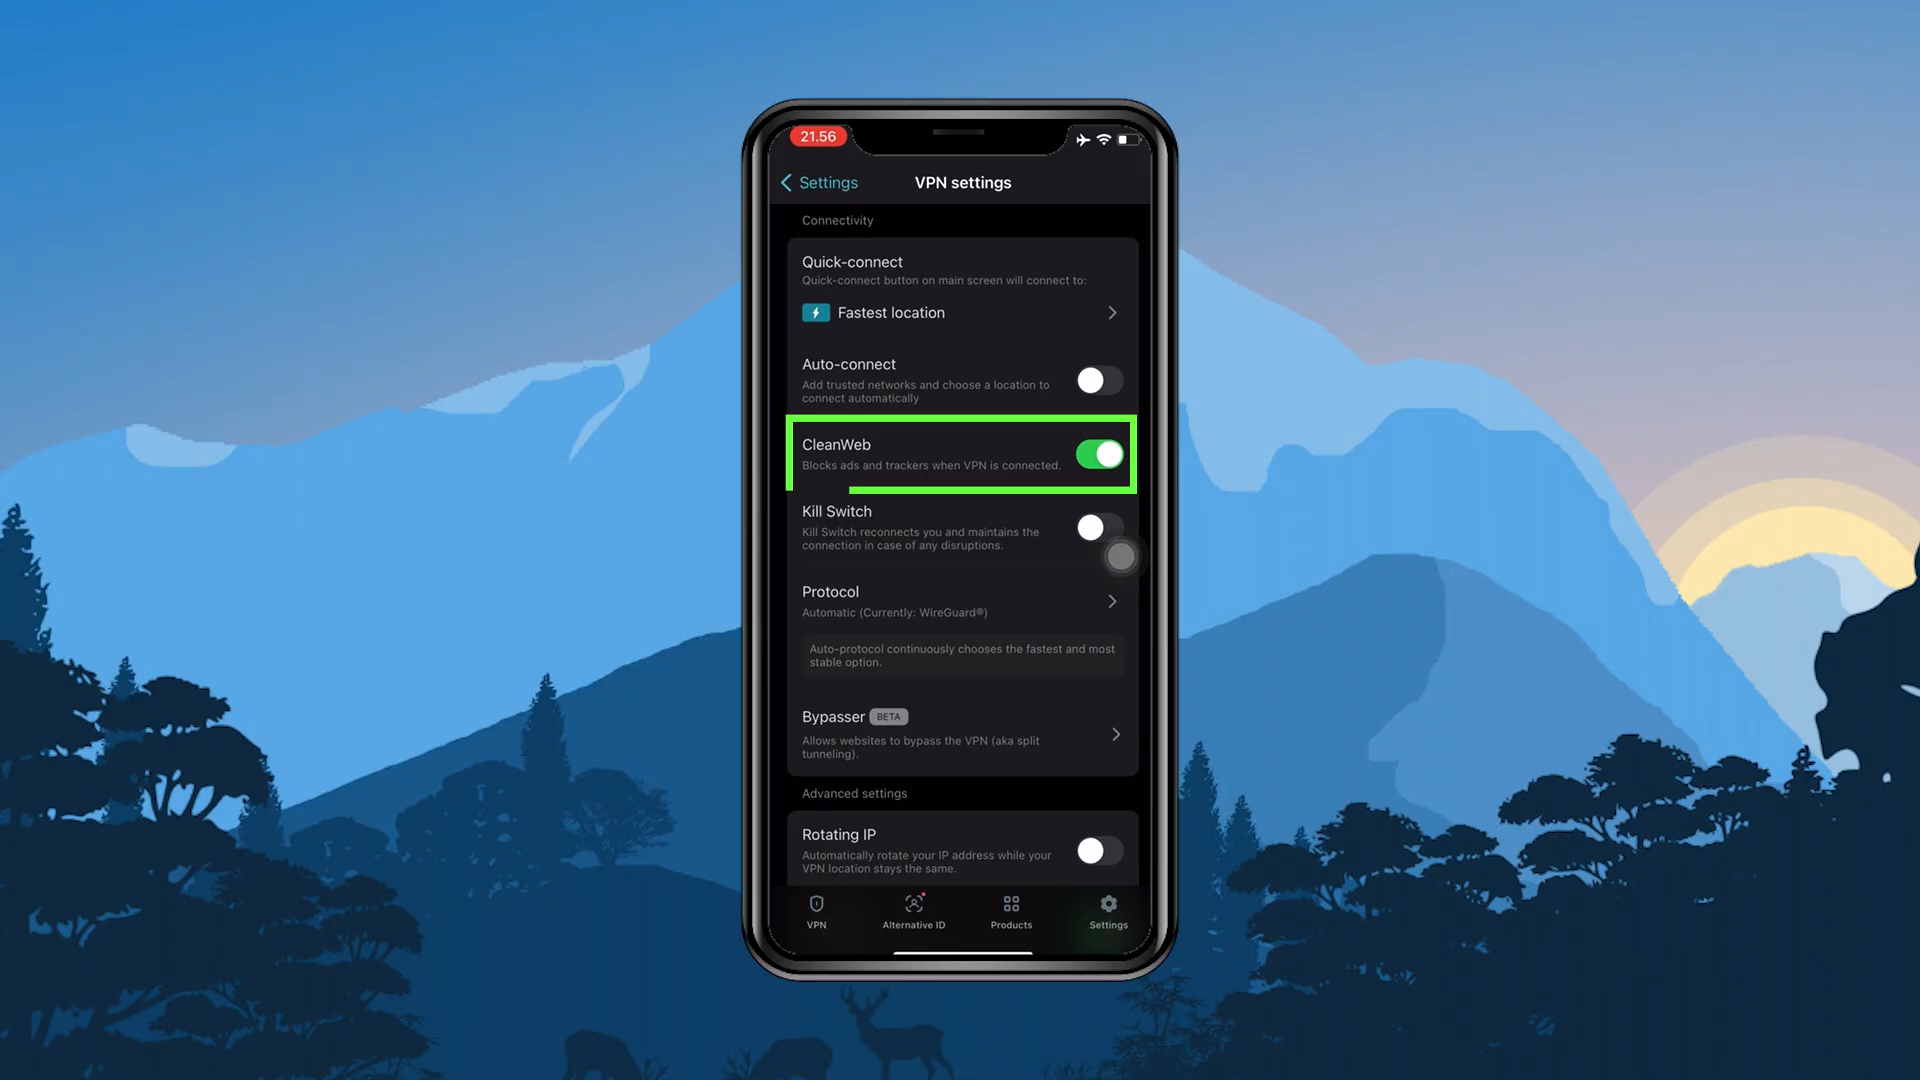 21.56
Settings
VPN settings
Connectivity
Quick-connect
Quick-connect button on main screen will connect to:
Fastest location
Auto-connect
Add trusted networks and choose a location to
connect automatically
CleanWeb
Blocks ads and trackers when VPN is connected.
Kill Switch
Kill Switch reconnects you and maintains the
connection in case of any disruptions.
Protocol
Automatic (Currently: WireGuard®)
Auto-protocol continuously chooses the fastest and most
stable option.
Bypasser BETA
Allows websites to bypass the VPN (aka split
tunneling).
Advanced settings
Rotating IP
Automatically rotate your IP address while your
VPN location stays the same.
VPN
Alternative ID
Products
Settings